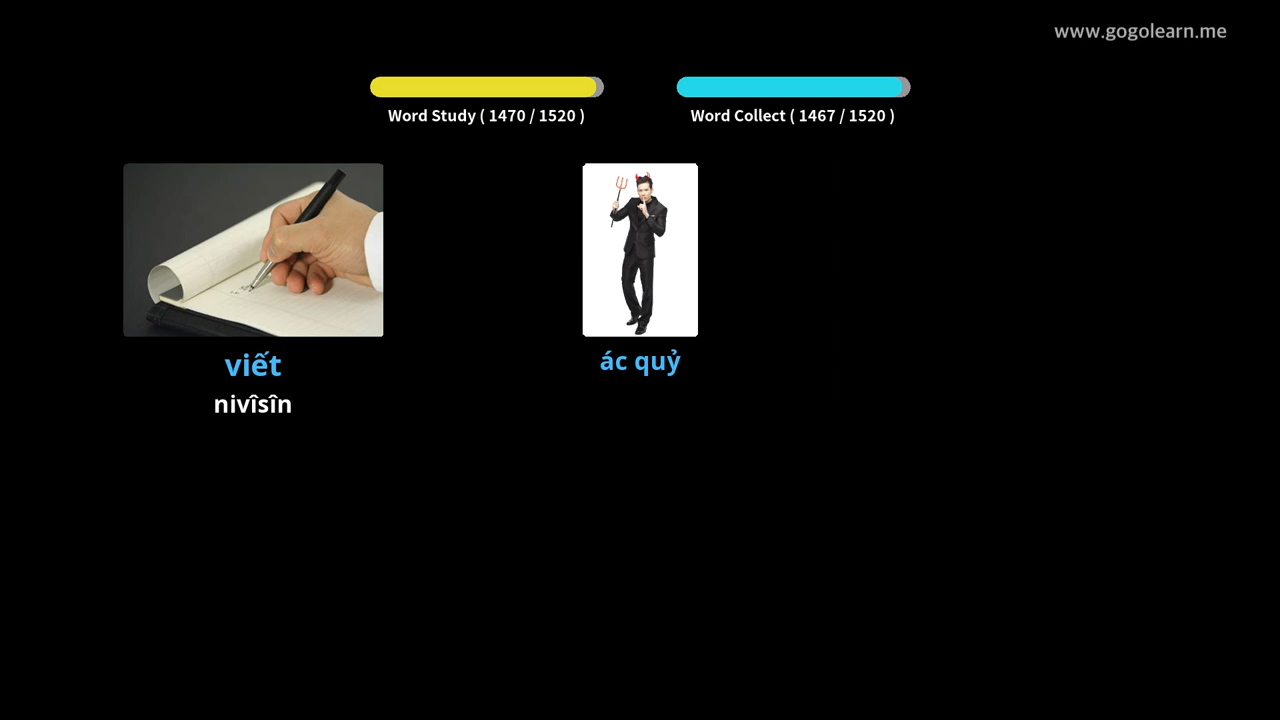 www.gogolearn.me
Word Study ( 1470 / 1520 )
Word Collect ( 1467 / 1520 )
viết
nivîsîn
ác quỷ